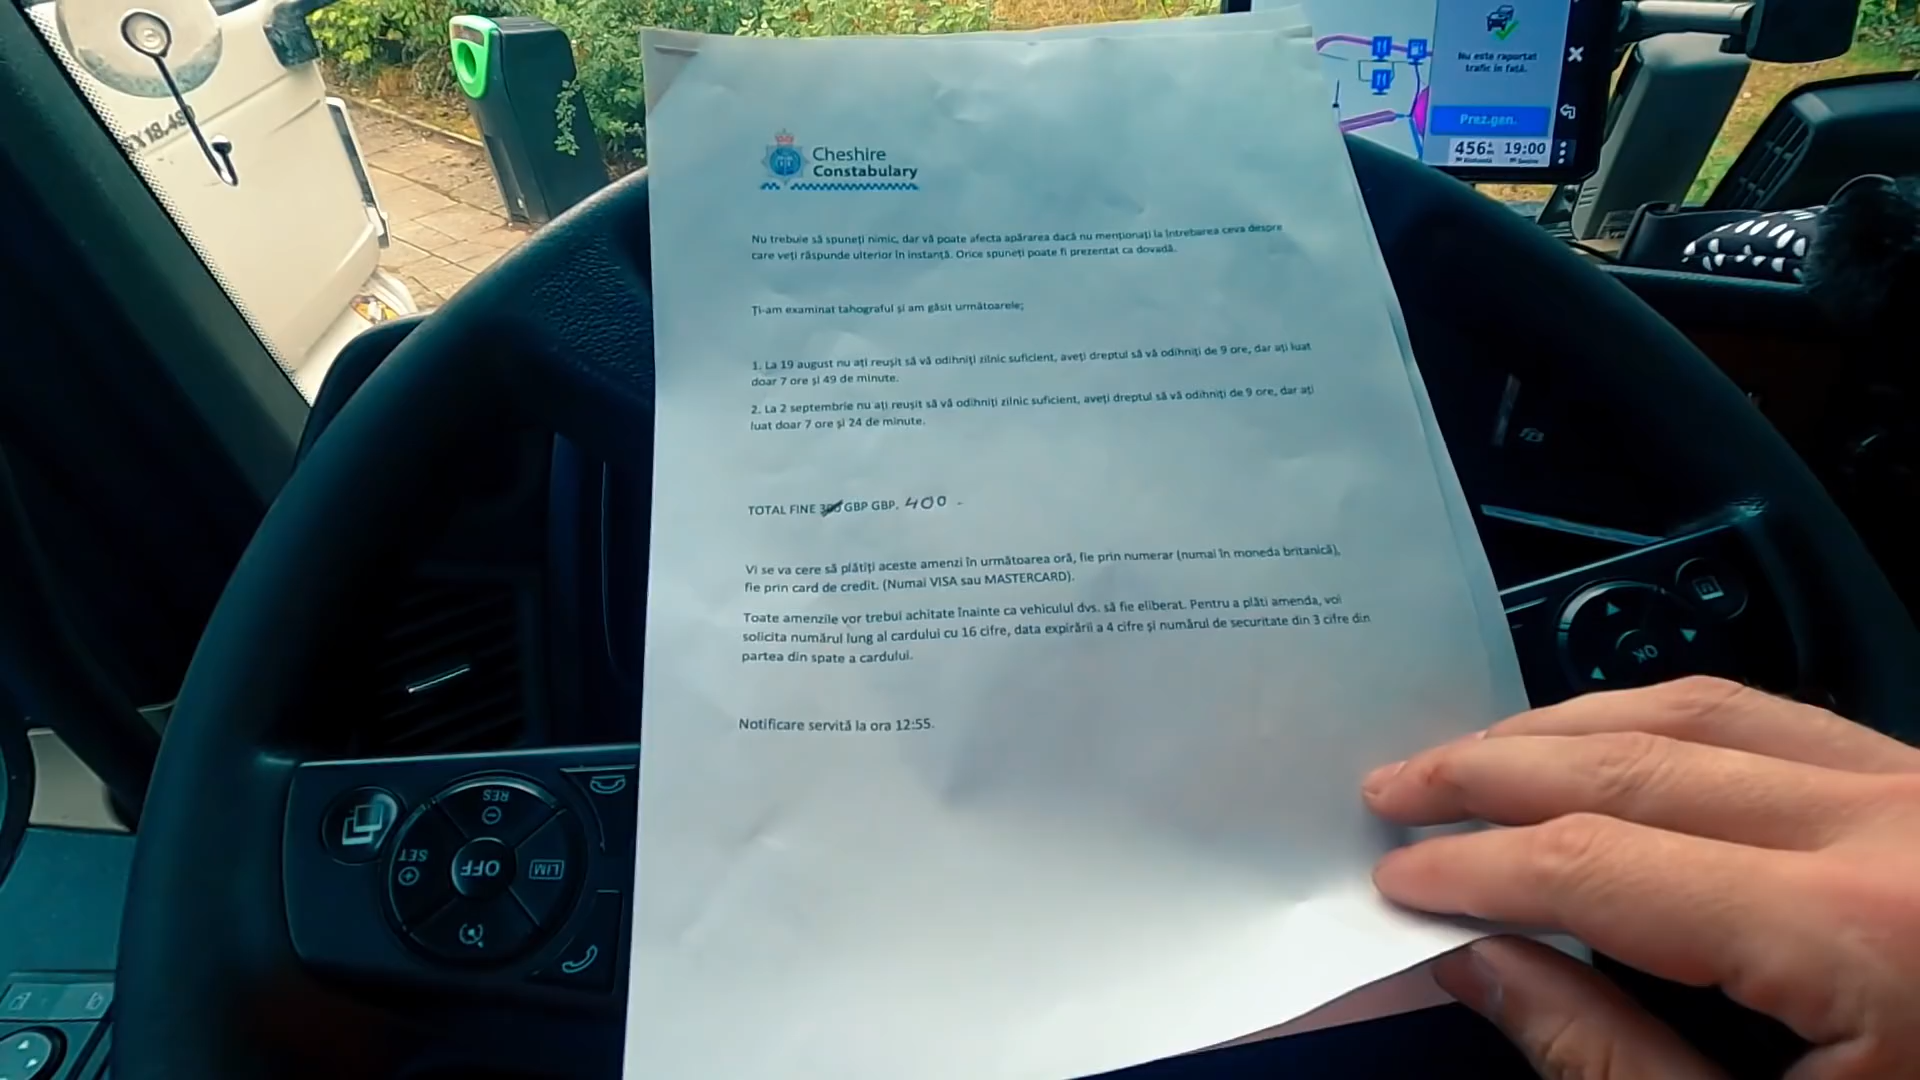 Y 18.48
Nu este raportat
trafic în față.
Prez.gen.
456
19:00
Cheshire
Constabulary
Nu trebuie să spuneți nimic, dar vă poate afecta apărarea dacă nu menționați la întrebarea ceva despre
care veți răspunde ulterior în instanță. Orice spuneți poate fi prezentat ca dovadă.
Ți-am examinat tahograful și am găsit următoarele;
1. La 19 august nu ați reușit să vă odihniți zilnic suficient, aveți dreptul să vă odihniți de 9 ore, dar ați luat
doar 7 ore și 49 de minute.
2. La 2 septembrie nu ați reușit să vă odihniți zilnic suficient, aveți dreptul să vă odihniți de 9 ore, dar ați
luat doar 7 ore și 24 de minute.
TOTAL FINE 300 GBP GBP. 400 -
Vi se va cere să plătiți aceste amenzi în următoarea oră, fie prin numerar (numai în moneda britanică),
fie prin card de credit. (Numai VISA sau MASTERCARD).
Toate amenzile vor trebui achitate înainte ca vehiculul dvs. să fie eliberat. Pentru a plăti amenda, voi
solicita numărul lung al cardului cu 16 cifre, data expirării a 4 cifre și numărul de securitate din 3 cifre din
partea din spate a cardului.
Notificare servită la ora 12:55.
RES
SET
OFF
LIM
OK